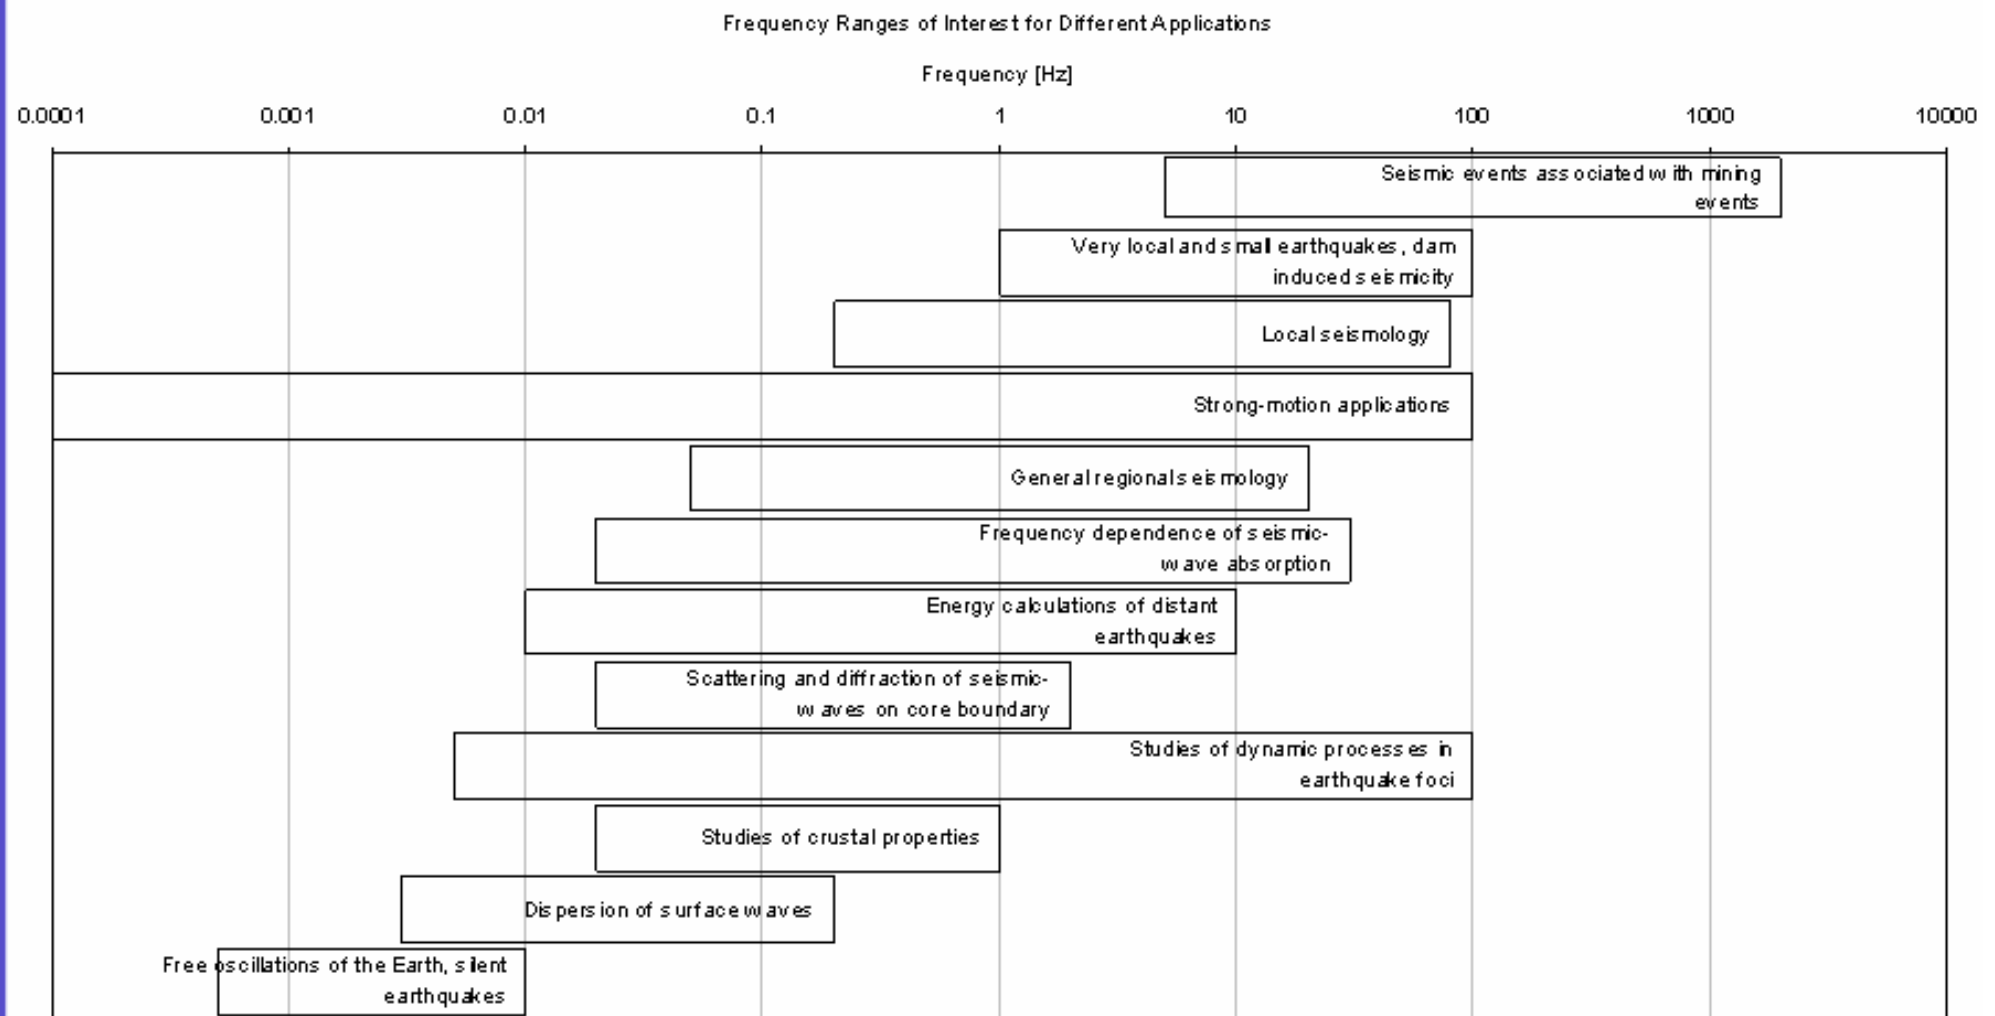 Frequency Ranges of Interest for Different Applications
Frequency [Hz]
0.0001 0.001 0.01 0.1 1 10 100 1000 10000
Seismic events associated with mining
events
Very local and small earthquakes, dam
induced seismicity
Local seismology
Strong-motion applications
General regional seismology
Frequency dependence of seismic-
wave absorption
Energy calculations of distant
earthquakes
Scattering and diffraction of seismic-
waves on core boundary
Studies of dynamic processes in
earthquake foci
Studies of crustal properties
Dispersion of surface waves
Free oscillations of the Earth, silent
earthquakes